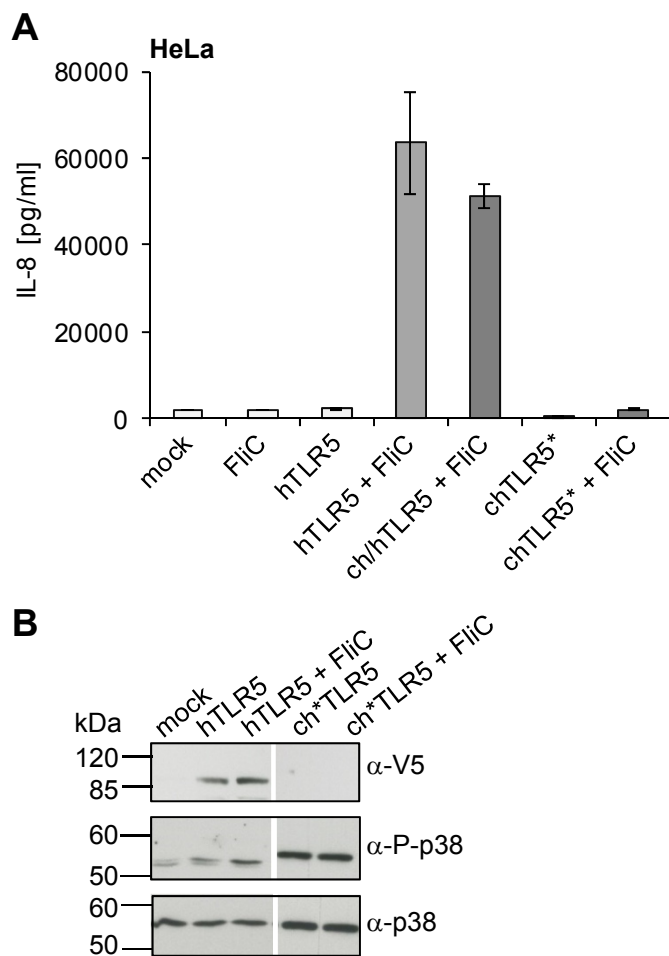 A
HeLa
IL-8 [pg/ml]
80000
60000
40000
20000
0
mock
FliC
hTLR5
hTLR5 + FliC
ch/hTLR5 + FliC
chTLR5*
chTLR5* + FliC
B
mock
hTLR5
hTLR5 + FliC
ch*TLR5
ch*TLR5 + FliC
kDa
120
85
α-V5
60
50
α-P-p38
60
50
α-p38